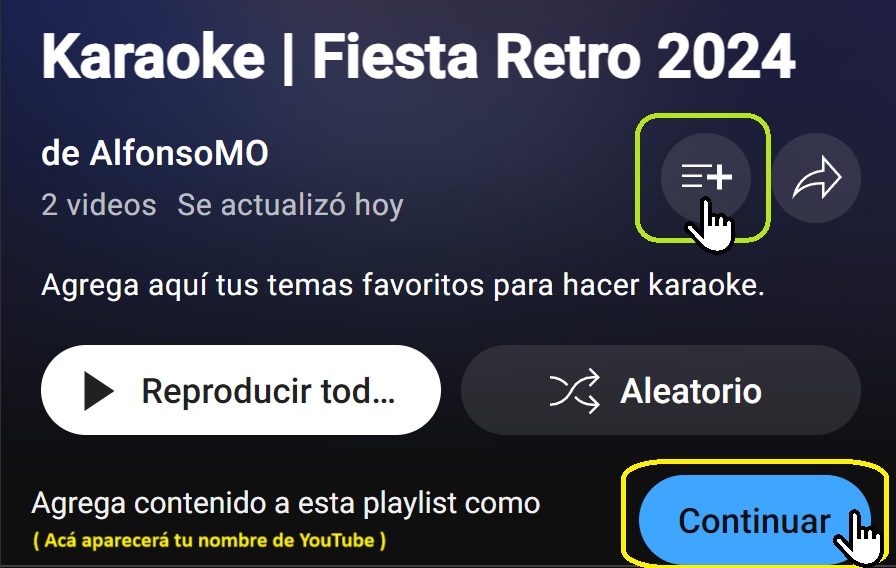 Karaoke | Fiesta Retro 2024
de AlfonsoMO
2 videos Se actualizó hoy
Agrega aquí tus temas favoritos para hacer karaoke.
Reproducir tod...
Aleatorio
Agrega contenido a esta playlist como
( Acá aparecerá tu nombre de YouTube )
Continuar